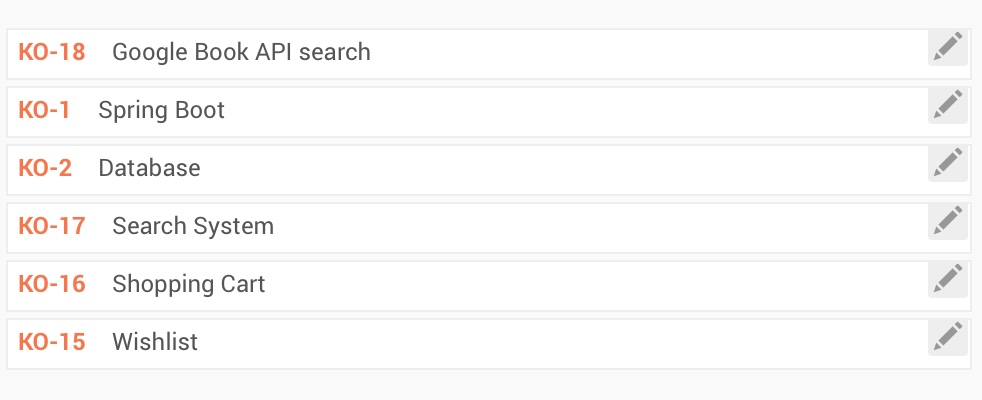 KO-18 Google Book API search
KO-1 Spring Boot
KO-2 Database
KO-17 Search System
KO-16 Shopping Cart
KO-15 Wishlist